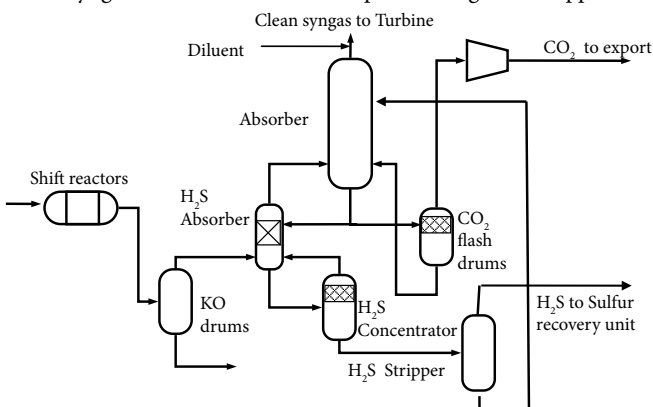 Clean syngas to Turbine
Diluent
CO2 to export
Absorber
Shift reactors
H2S
Absorber
CO2
flash
drums
KO
drums
H2S
Concentrator
H2S to Sulfur
recovery unit
H2S Stripper